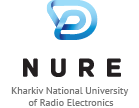 NURE
Kharkiv National University
of Radio Electronics